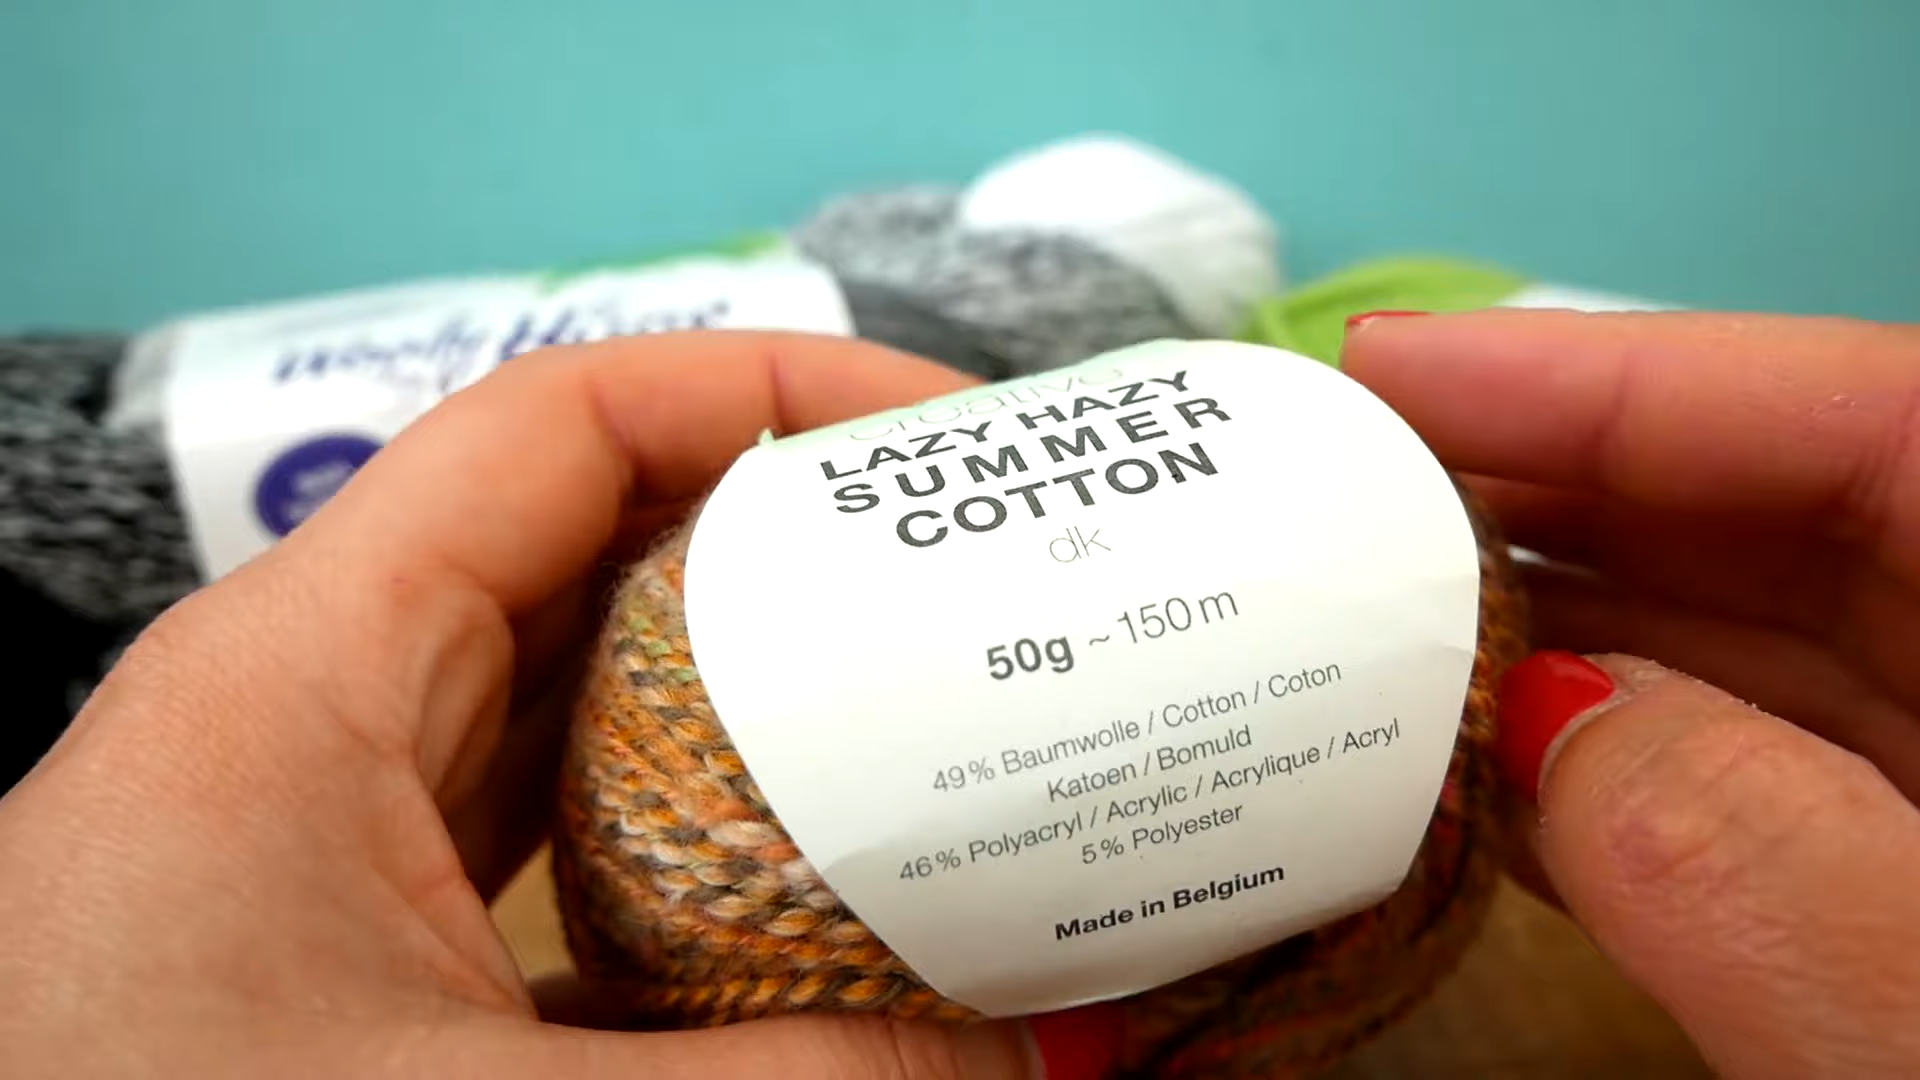 creative
LAZY HAZY
SUMMER
COTTON
dk
50g ~ 150 m
49% Baumwolle / Cotton / Coton
Katoen / Bomuld
46% Polyacryl / Acrylic / Acrylique / Acryl
5% Polyester
Made in Belgium